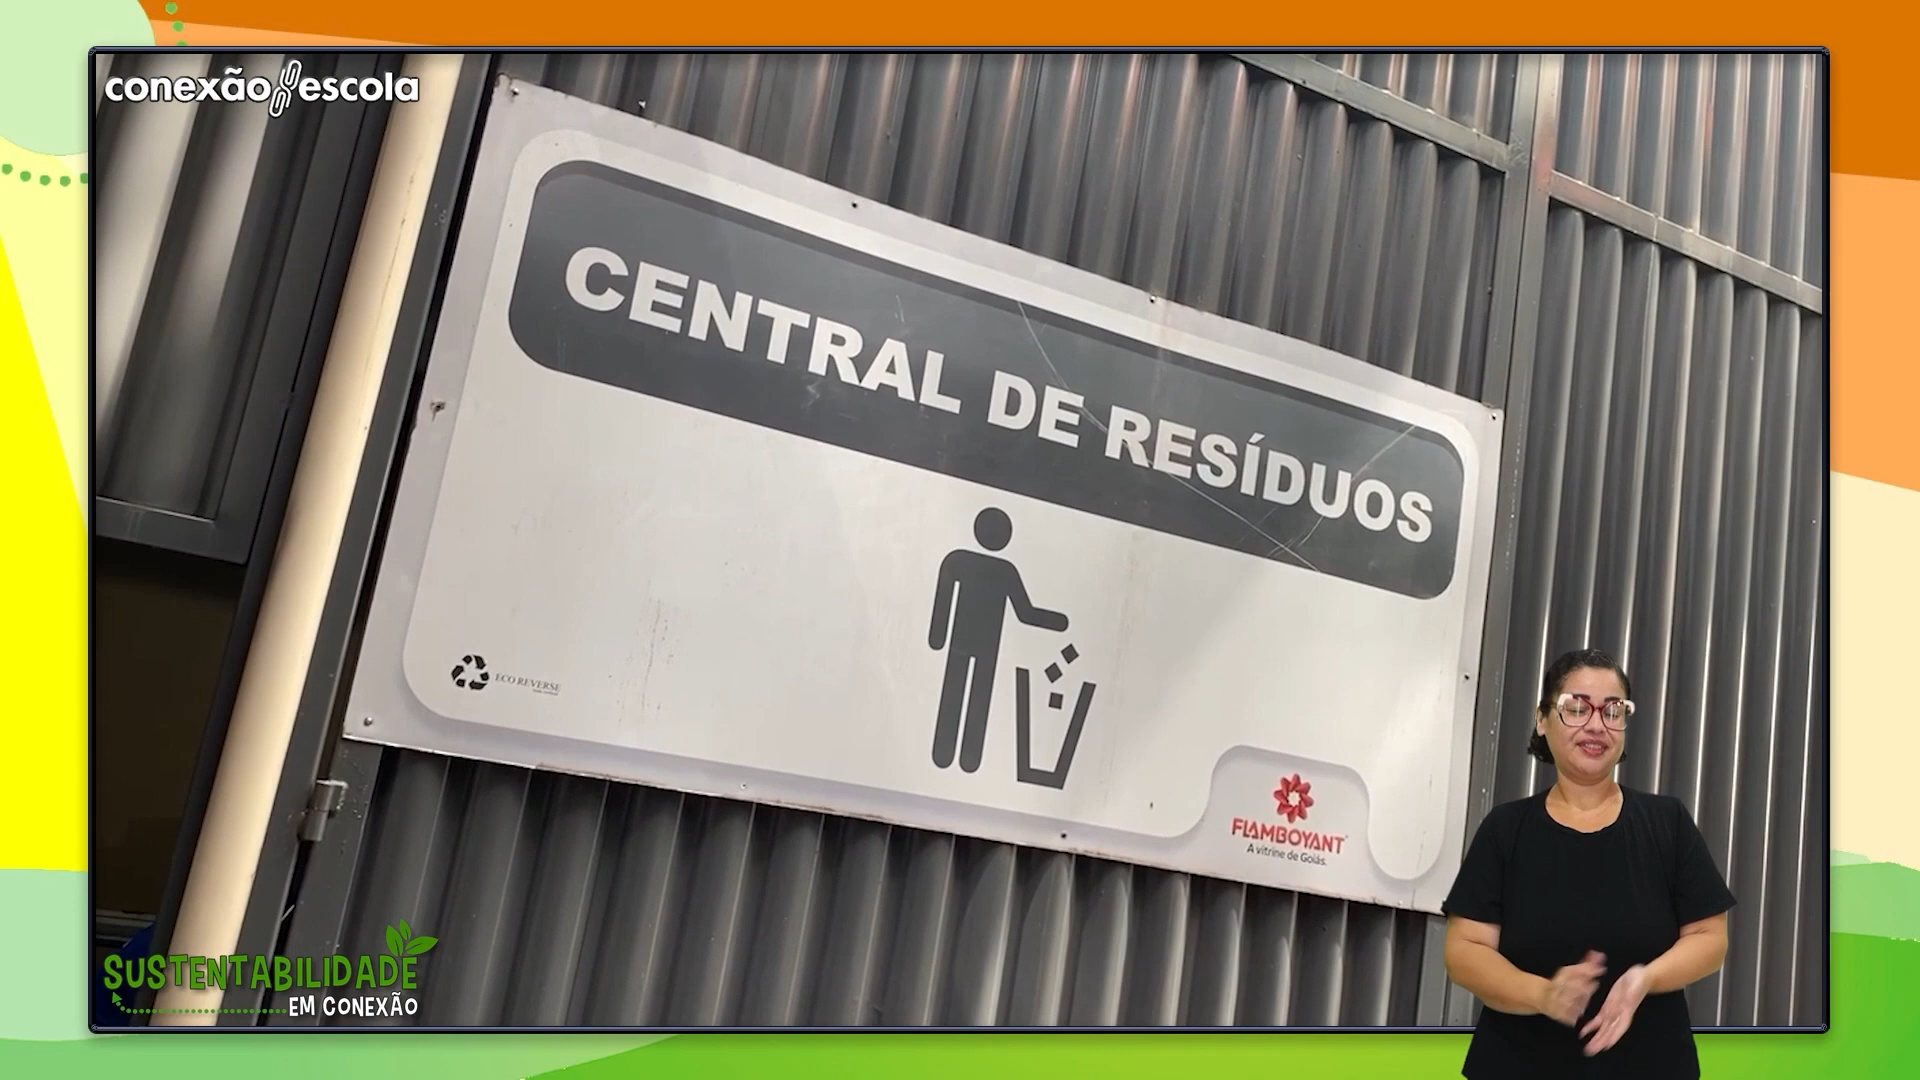 conexão escola
CENTRAL DE RESÍDUOS
ECO REVERSE
FLAMBOYANT
A vitrine de Goiás.
SUSTENTABILIDADE
EM CONEXÃO